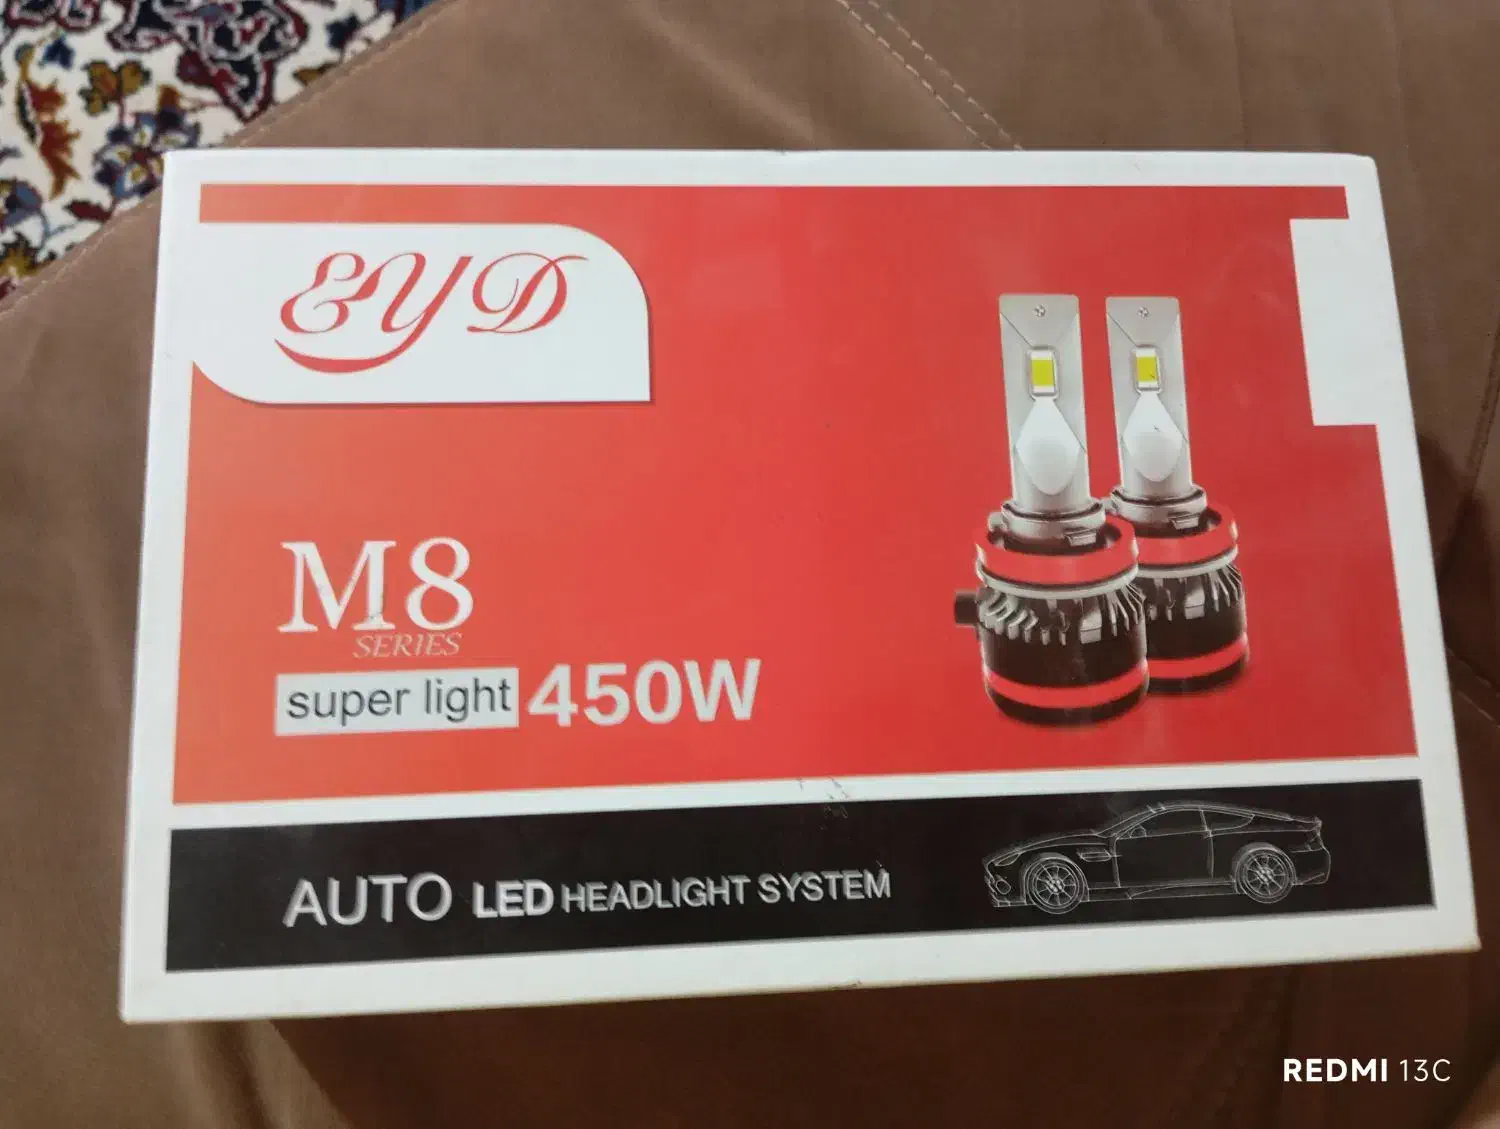 EYD
M8
SERIES
super light 450W
AUTO LED HEADLIGHT SYSTEM
REDMI 13C